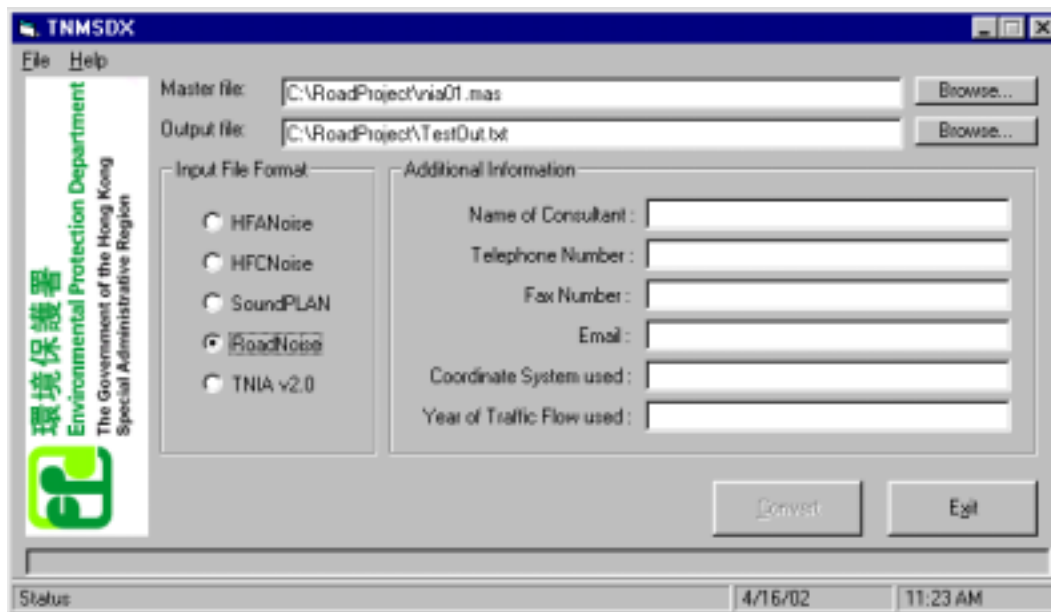 TNMSDX
File Help
Master file: C:\RoadProject\nia01.mas Browse...
Output file: C:\RoadProject\TestOut.txt Browse...
Input File Format
HFANoise
HFCNoise
SoundPLAN
RoadNoise
TNIA v2.0
Additional Information
Name of Consultant :
Telephone Number :
Fax Number :
Email :
Coordinate System used :
Year of Traffic Flow used :
環境保護署
Environmental Protection Department
The Government of the Hong Kong
Special Administrative Region
Convert Exit
Status 4/16/02 11:23 AM